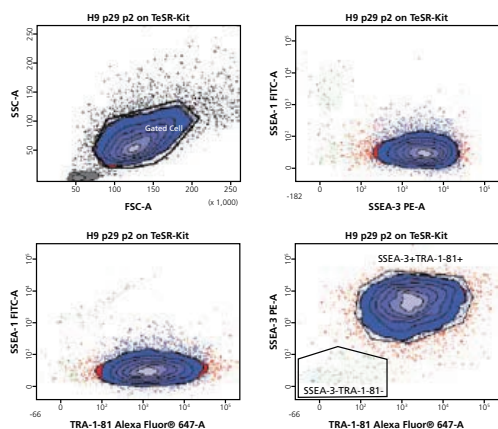 H9 p29 p2 on TeSR-Kit
SSC-A
250
200
150
100
50
Gated Cell
50 100 150 200 250
FSC-A
(x 1,000)
H9 p29 p2 on TeSR-Kit
SSEA-1 FITC-A
0
-182
0 10² 10³ 10⁴ 10⁵
SSEA-3 PE-A
H9 p29 p2 on TeSR-Kit
SSEA-1 FITC-A
0
-66
0 10² 10³ 10⁴ 10⁵
TRA-1-81 Alexa Fluor® 647-A
H9 p29 p2 on TeSR-Kit
SSEA-3+TRA-1-81+
SSEA-3 PE-A
0
SSEA-3-TRA-1-81-
-66
0 10² 10³ 10⁴ 10⁵
TRA-1-81 Alexa Fluor® 647-A